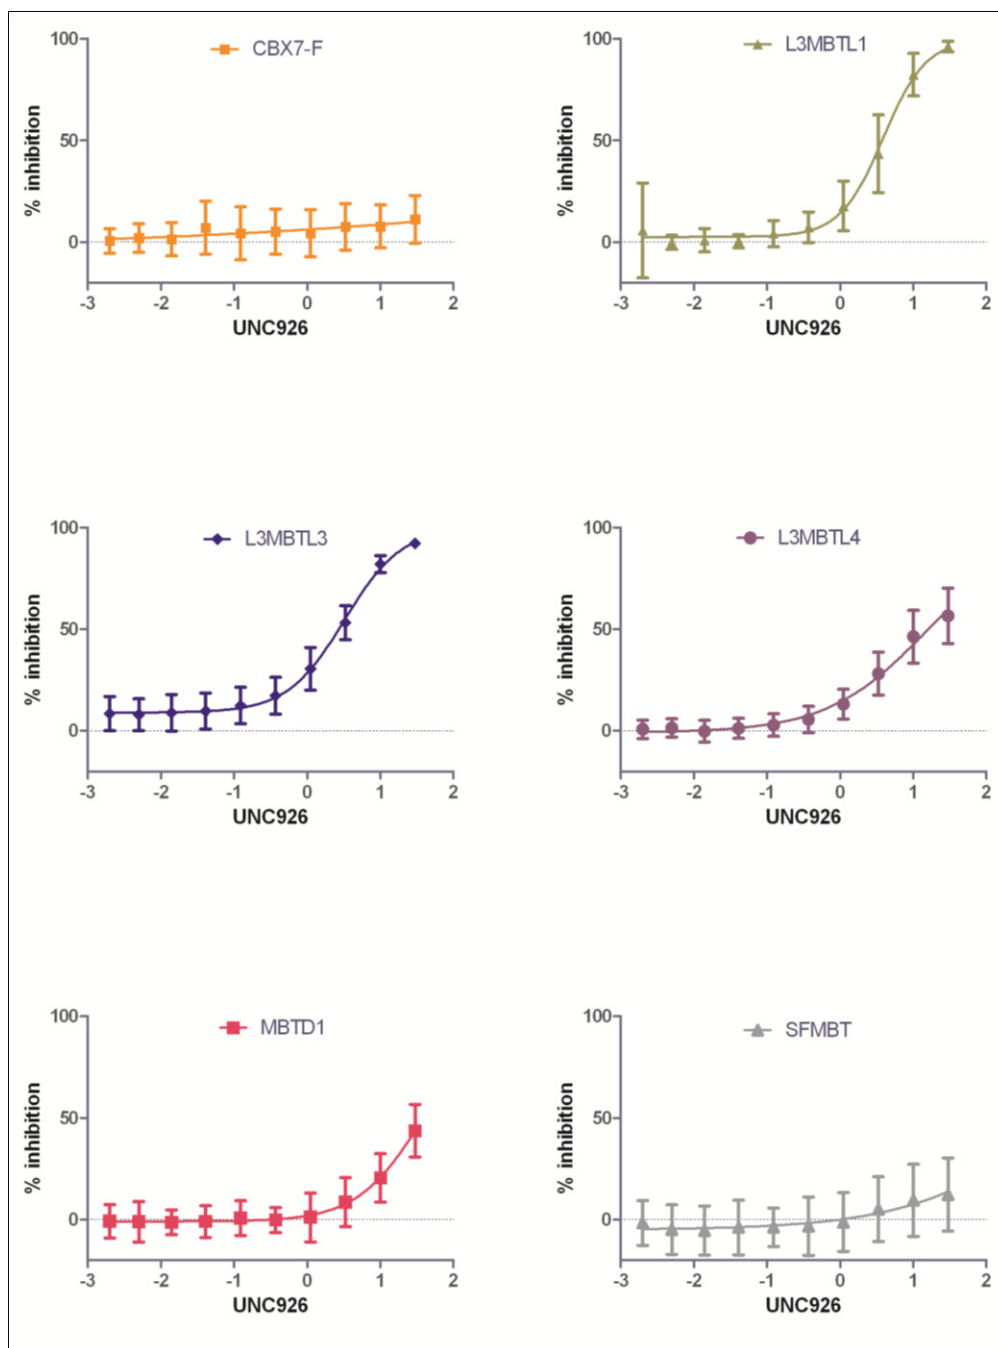 CBX7-F
100
50
0
% inhibition
-3 -2 -1 0 1 2
UNC926
L3MBTL1
100
50
0
% inhibition
-3 -2 -1 0 1 2
UNC926
L3MBTL3
100
50
0
% inhibition
-3 -2 -1 0 1 2
UNC926
L3MBTL4
100
50
0
% inhibition
-3 -2 -1 0 1 2
UNC926
MBTD1
100
50
0
% inhibition
-3 -2 -1 0 1 2
UNC926
SFMBT
100
50
0
% inhibition
-3 -2 -1 0 1 2
UNC926